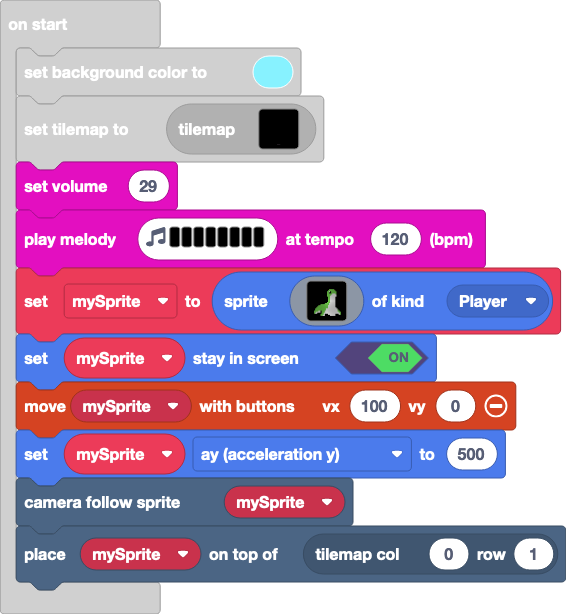 on start
set background color to
set tilemap to tilemap
set volume 29
play melody at tempo 120 (bpm)
set mySprite to sprite of kind Player
set mySprite stay in screen ON
move mySprite with buttons vx 100 vy 0
set mySprite ay (acceleration y) to 500
camera follow sprite mySprite
place mySprite on top of tilemap col 0 row 1